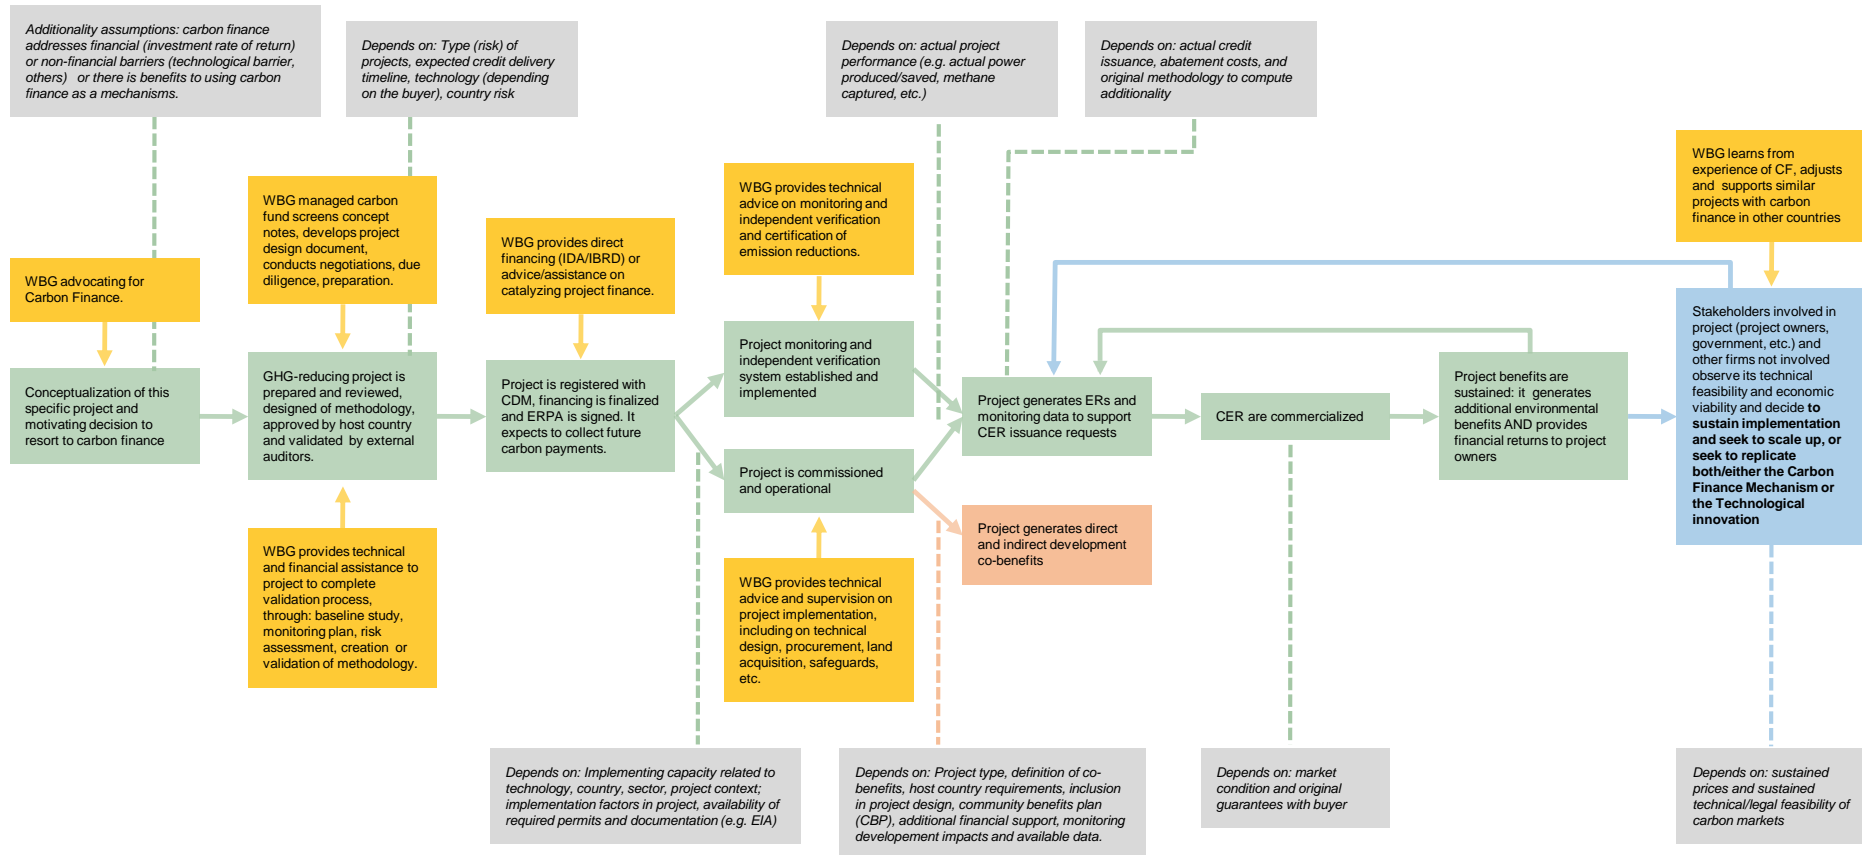 Additionality assumptions: carbon finance
addresses financial (investment rate of return)
or non-financial barriers (technological barrier,
others)   or there is benefits to using carbon
finance as a mechanisms.
Depends on: Type (risk) of
projects, expected credit delivery
timeline, technology (depending
on the buyer), country risk
Depends on: actual project
performance (e.g. actual power
produced/saved, methane
captured, etc.)
Depends on: actual credit
issuance, abatement costs, and
original methodology to compute
additionality
WBG advocating for
Carbon Finance.
WBG managed carbon
fund screens concept
notes, develops project
design document,
conducts negotiations, due
diligence, preparation.
WBG provides direct
financing (IDA/IBRD) or
advice/assistance on
catalyzing project finance.
WBG provides technical
advice on monitoring and
independent verification
and certification of
emission reductions.
WBG learns from
experience of CF, adjusts
and  supports similar
projects with carbon
finance in other countries
Conceptualization of this
specific project and
motivating decision to
resort to carbon finance
GHG-reducing project is
prepared and reviewed,
designed of methodology,
approved by host country
and validated  by external
auditors.
Project is registered with
CDM, financing is finalized
and ERPA is signed. It
expects to collect future
carbon payments.
Project monitoring and
independent verification
system established and
implemented
Project is commissioned
and operational
Project generates ERs and
monitoring data to support
CER issuance requests
Project generates direct
and indirect development
co-benefits
CER are commercialized
Project benefits are
sustained: it  generates
additional environmental
benefits AND provides
financial returns to project
owners
Stakeholders involved in
project (project owners,
government, etc.) and
other firms not involved
observe its technical
feasibility and economic
viability and decide to
sustain implementation
and seek to scale up, or
seek to replicate
both/either the Carbon
Finance Mechanism or
the Technological
innovation
WBG provides technical
and financial assistance to
project to complete
validation process,
through: baseline study,
monitoring plan, risk
assessment, creation  or
validation of methodology.
WBG provides technical
advice and supervision on
project implementation,
including on technical
design, procurement, land
acquisition, safeguards,
etc.
Depends on: Implementing capacity related to
technology, country, sector, project context;
implementation factors in project, availability of
required permits and documentation (e.g. EIA)
Depends on: Project type, definition of co-
benefits, host country requirements, inclusion
in project design, community benefits plan
(CBP), additional financial support, monitoring
developement impacts and available data.
Depends on: market
condition and original
guarantees with buyer
Depends on: sustained
prices and sustained
technical/legal feasibility of
carbon markets